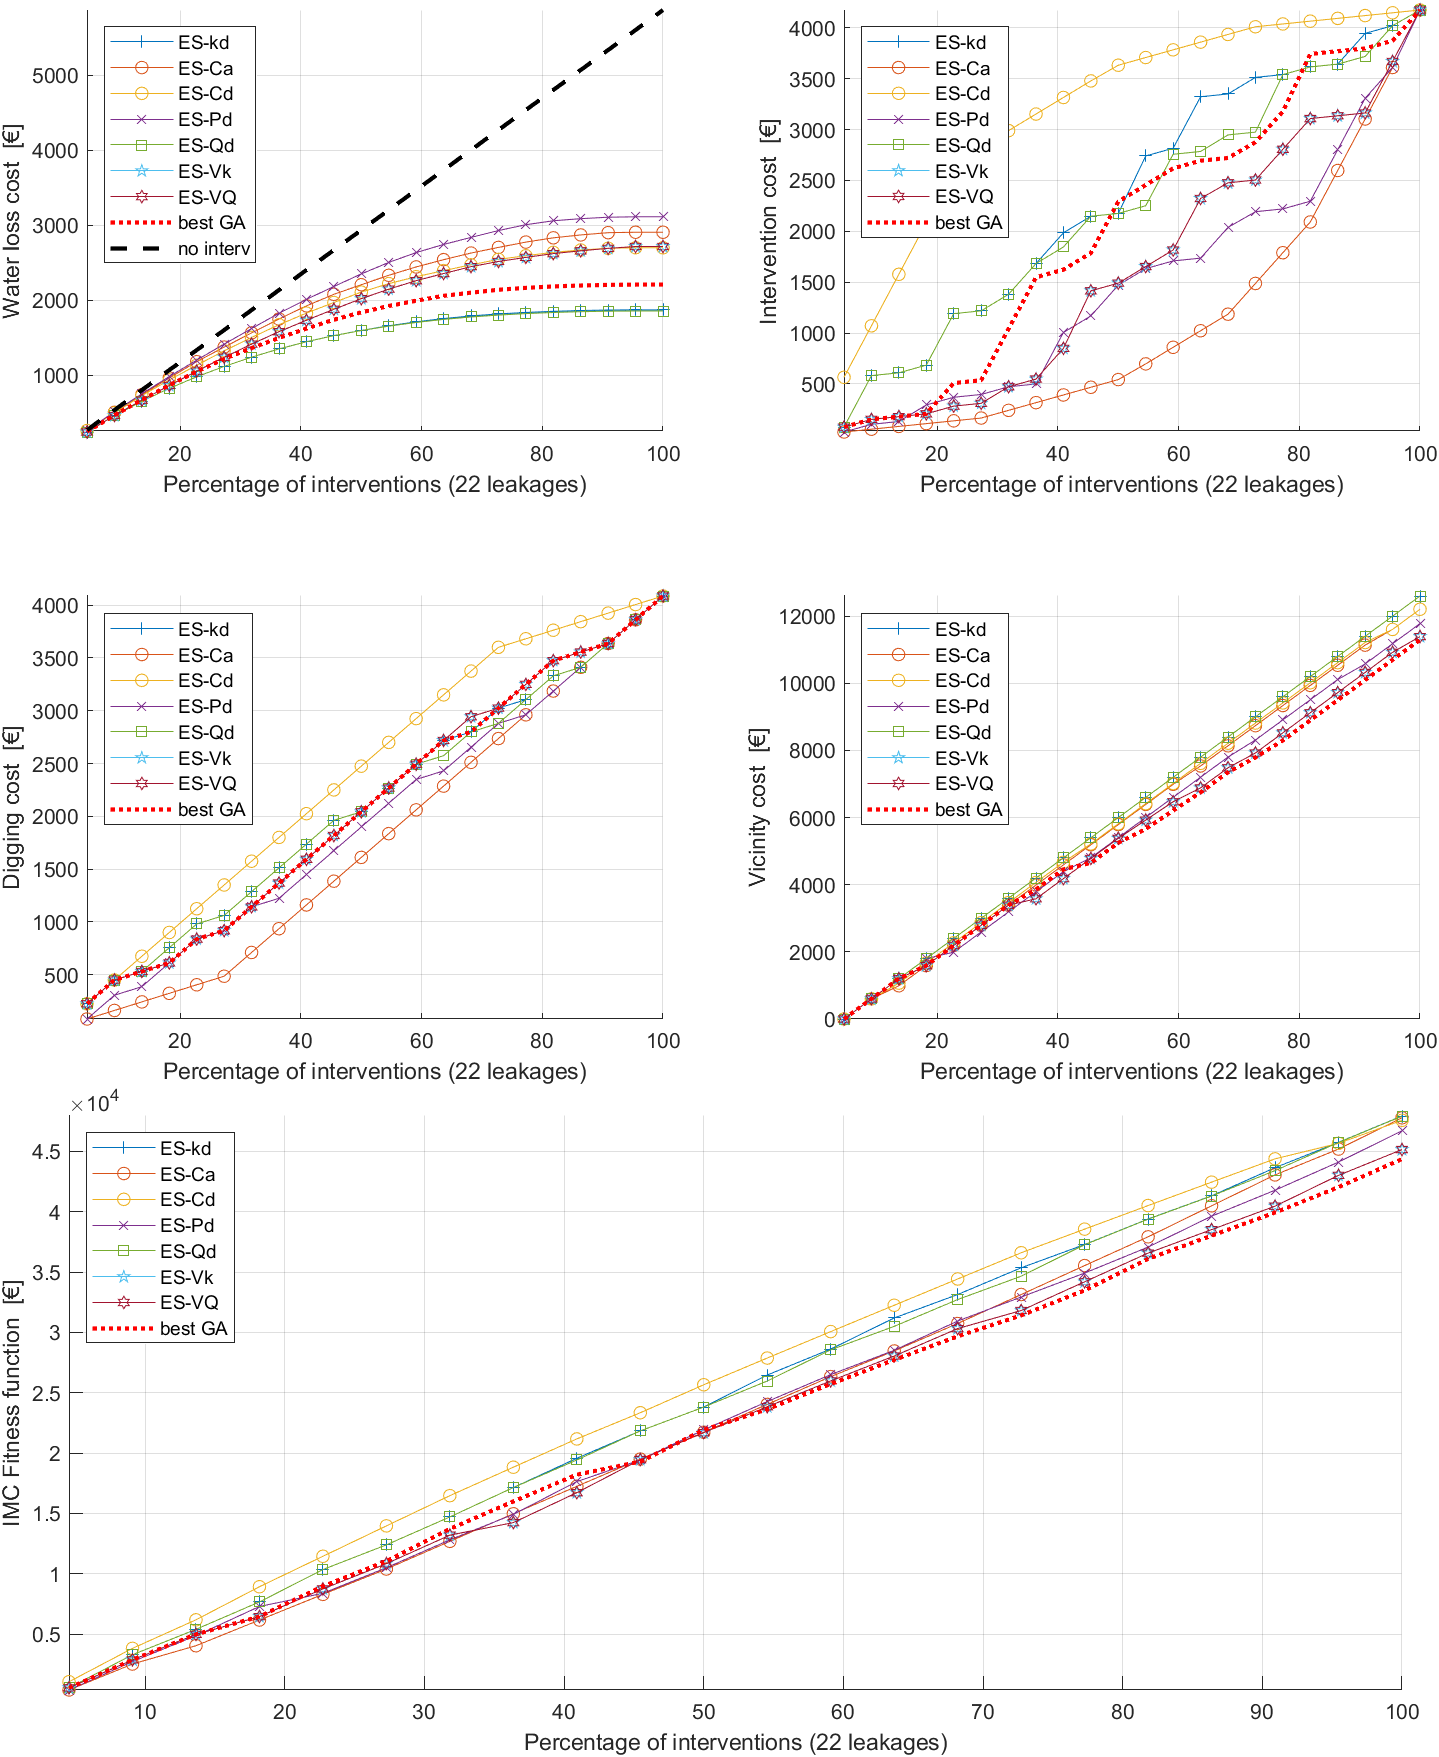 Water loss cost [€]
5000
4000
3000
2000
1000
20
40
60
80
100
Percentage of interventions (22 leakages)
ES-kd
ES-Ca
ES-Cd
ES-Pd
ES-Qd
ES-Vk
ES-VQ
best GA
no interv
Intervention cost [€]
4000
3500
3000
2500
2000
1500
1000
500
20
40
60
80
100
Percentage of interventions (22 leakages)
ES-kd
ES-Ca
ES-Cd
ES-Pd
ES-Qd
ES-Vk
ES-VQ
best GA
Digging cost [€]
4000
3500
3000
2500
2000
1500
1000
500
20
40
60
80
100
Percentage of interventions (22 leakages)
ES-kd
ES-Ca
ES-Cd
ES-Pd
ES-Qd
ES-Vk
ES-VQ
best GA
Vicinity cost [€]
12000
10000
8000
6000
4000
2000
0
20
40
60
80
100
Percentage of interventions (22 leakages)
ES-kd
ES-Ca
ES-Cd
ES-Pd
ES-Qd
ES-Vk
ES-VQ
best GA
×10⁴
IMC Fitness function [€]
4.5
4
3.5
3
2.5
2
1.5
1
0.5
10
20
30
40
50
60
70
80
90
100
Percentage of interventions (22 leakages)
ES-kd
ES-Ca
ES-Cd
ES-Pd
ES-Qd
ES-Vk
ES-VQ
best GA